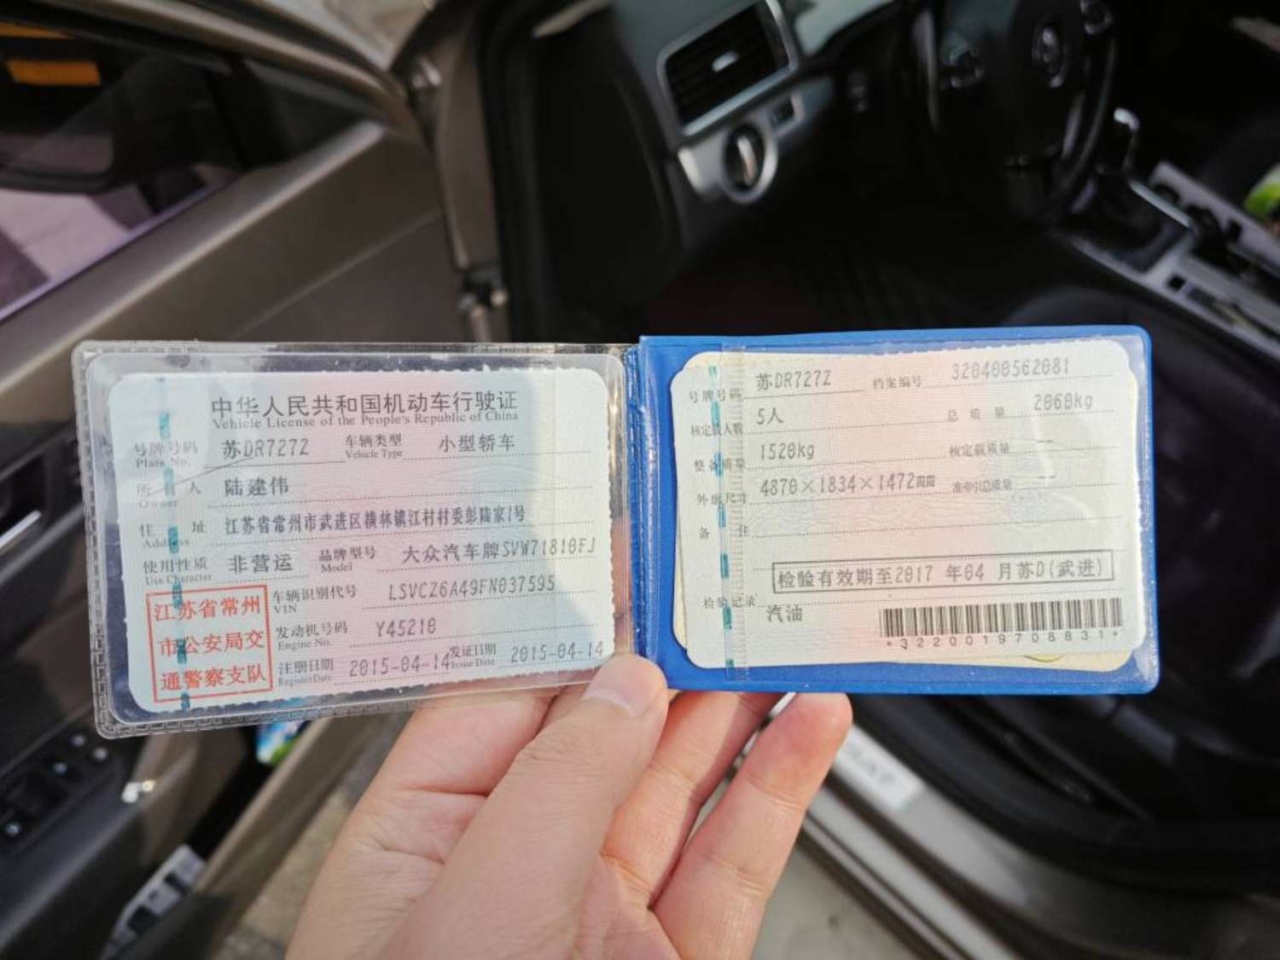 中华人民共和国机动车行驶证
Vehicle License of the People's Republic of China
号牌号码 苏DR727Z 车辆类型 小型轿车
Plate No. Vehicle Type
所有人 陆建伟
Owner
住址 江苏省常州市武进区横林镇江村村委彭陆家1号
Address
使用性质 非营运 品牌型号 大众汽车牌SVW71810FJ
Use Character Model
江苏省常州
市公安局交
通警察支队
车辆识别代号 LSVCZ6A49FN037595
VIN
发动机号码 Y45210
Engine No.
注册日期 2015-04-14 发证日期 2015-04-14
Register Date Issue Date
号牌号码 苏DR727Z 档案编号 320400562081
核定载人数 5人 总质量 2060kg
整备质量 1520kg 核定载质量
外廓尺寸 4870×1834×1472mm 准牵引总质量
备注
检验有效期至2017年04月苏D(武进)
检验记录
汽油
*3220019708831*